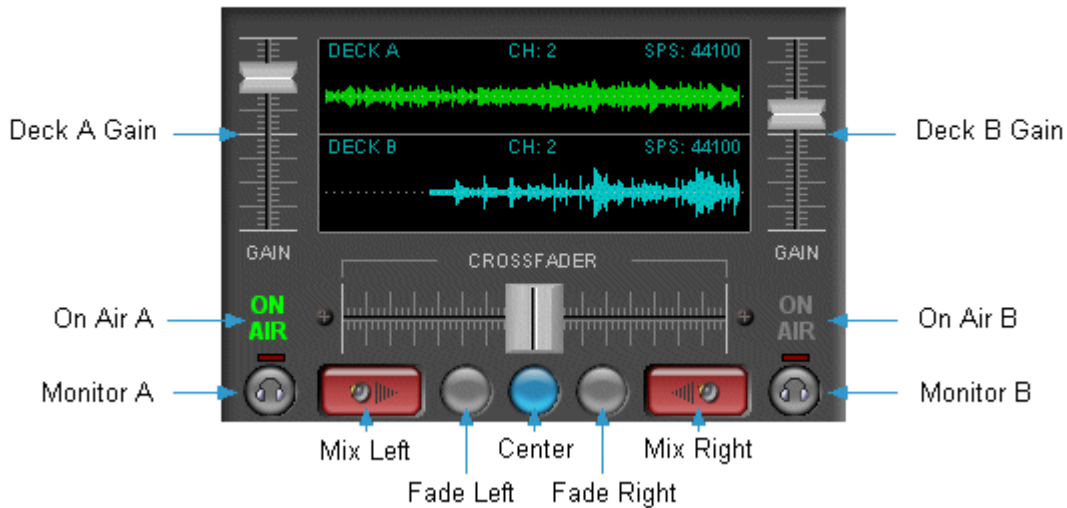 DECK A CH: 2 SPS: 44100
Deck A Gain
Deck B Gain
DECK B CH: 2 SPS: 44100
GAIN
CROSSFADER
GAIN
On Air A
ON
AIR
ON
AIR
On Air B
Monitor A
Monitor B
Mix Left
Center
Mix Right
Fade Left
Fade Right